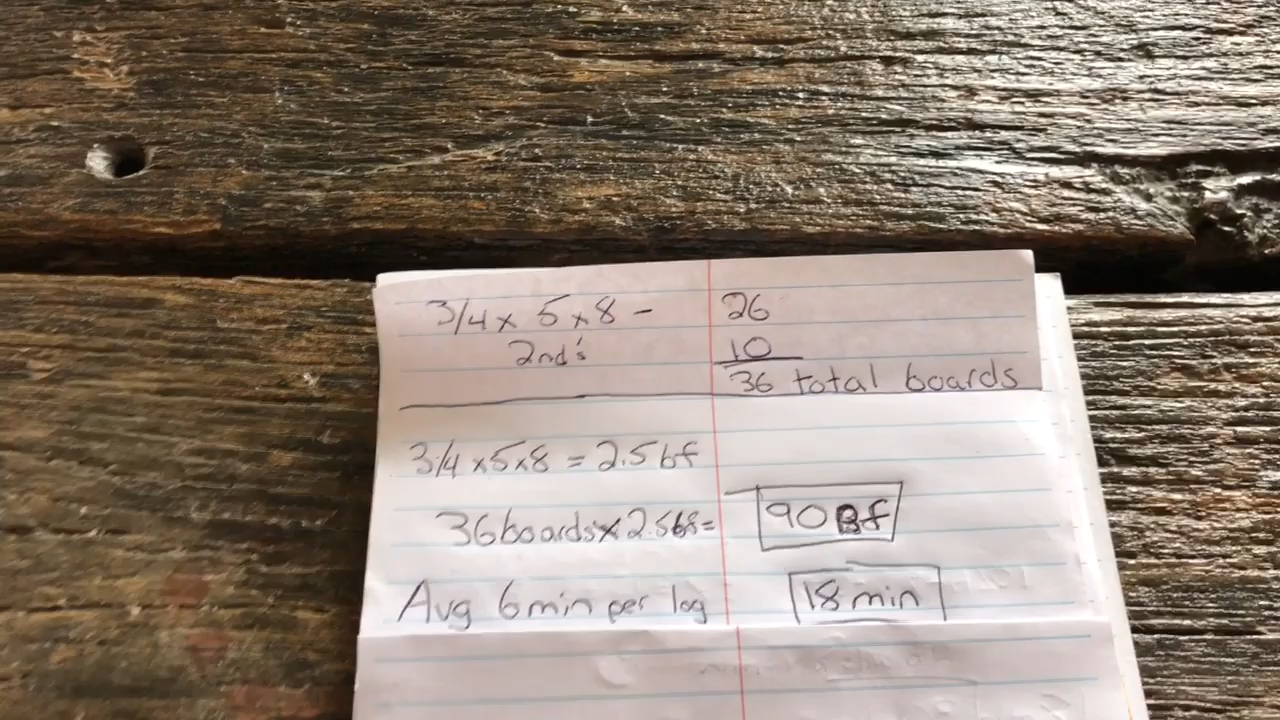 3/4 x 5 x 8 - 26
2nd's 10
36 total boards
3/4 x 5 x 8 = 2.5 bf
36 boards x 2.5 bf = 90 Bf
Avg 6 min per log 18 min